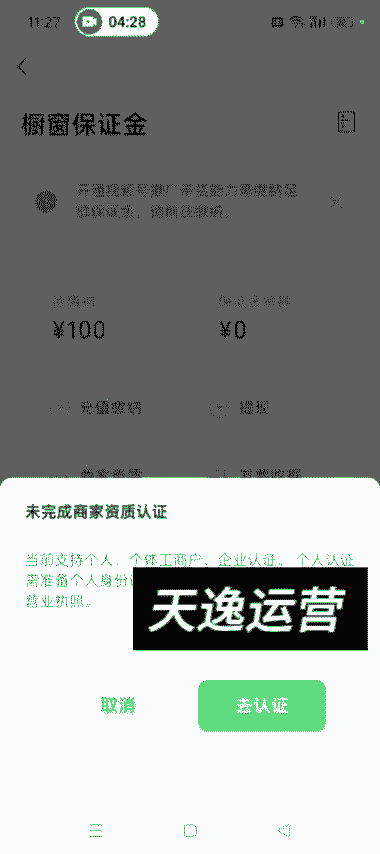 11:27
04:28
橱窗保证金
开通视频号推广带货能力需缴纳足
额保证金，请前往缴纳。
待缴纳
保证金余额
¥100
¥0
充值缴纳
提现
未完成商家资质认证
当前支持个人、个体工商户、企业认证。个人认证
需准备个人身份
营业执照。
天逸运营
取消
去认证